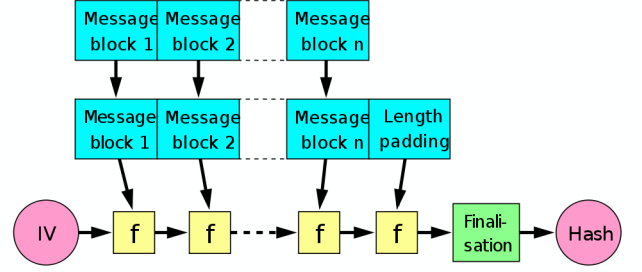 Message
block 1
Message
block 2
Message
block n
Message
block 1
Message
block 2
Message
block n
Length
padding
IV
f
f
f
f
Finali-
sation
Hash